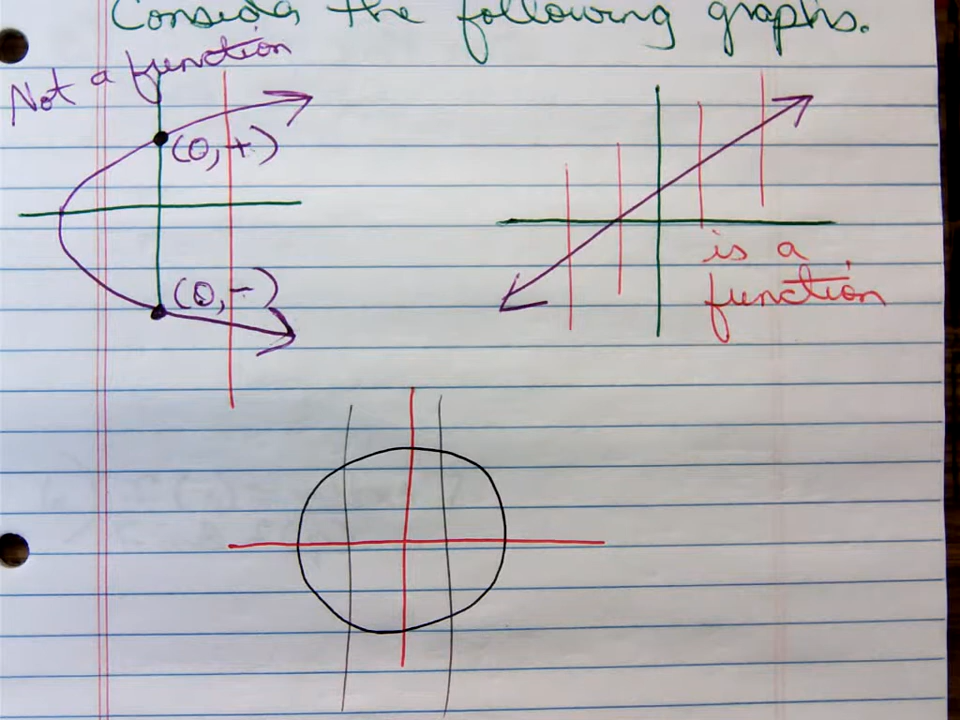 Consider the following graphs.
Not a function
(0,+)
(0,-)
is a
function